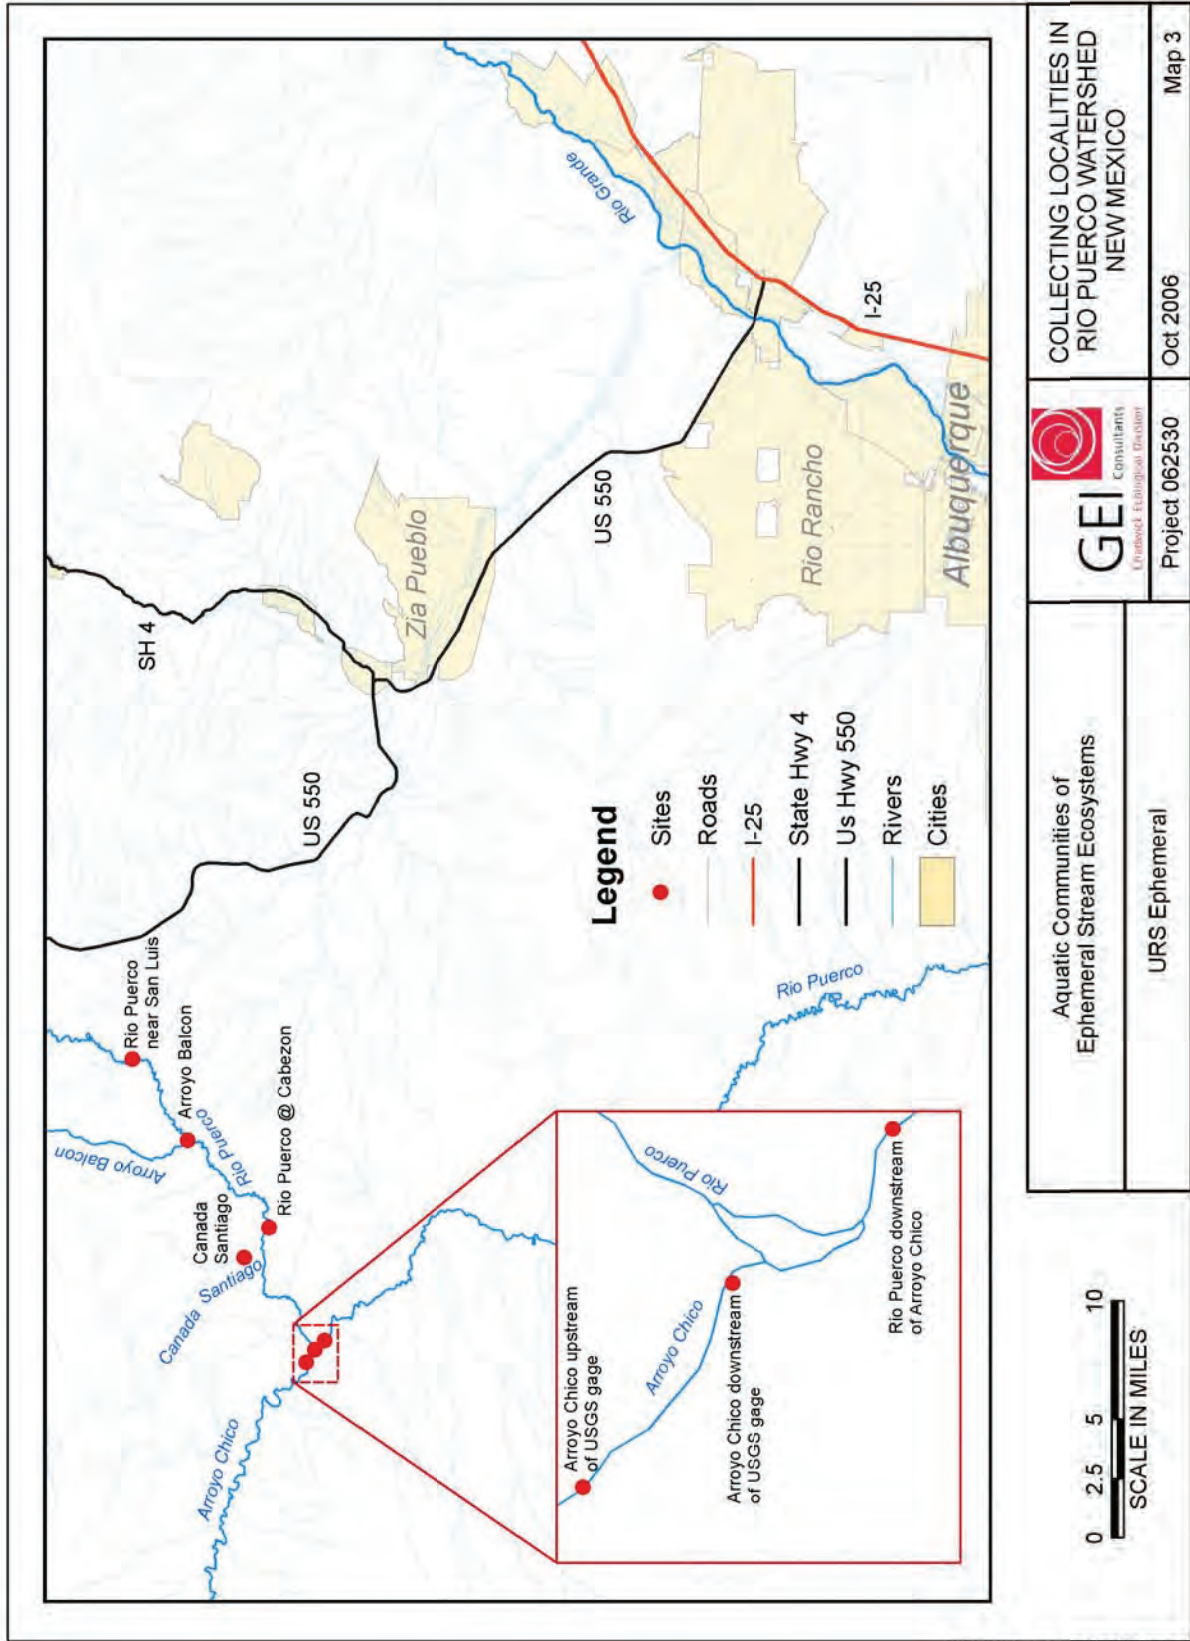 SH 4
US 550
Rio Puerco
near San Luis
Arroyo Balcon
Arroyo Balcon
Rio Puerco
Rio Puerco @ Cabezon
Canada
Santiago
Canada Santiago
Arroyo Chico
Zia Pueblo
US 550
Rio Grande
Rio Rancho
I-25
Albuquerque
Rio Puerco
Legend
Sites
Roads
I-25
State Hwy 4
Us Hwy 550
Rivers
Cities
Arroyo Chico upstream
of USGS gage
Arroyo Chico
Rio Puerco
Arroyo Chico downstream
of USGS gage
Rio Puerco downstream
of Arroyo Chico
0 2.5 5 10
SCALE IN MILES
Aquatic Communities of
Ephemeral Stream Ecosystems
URS Ephemeral
GEI Consultants
Chadwick Ecological Division
Project 062530
COLLECTING LOCALITIES IN
RIO PUERCO WATERSHED
NEW MEXICO
Oct 2006
Map 3